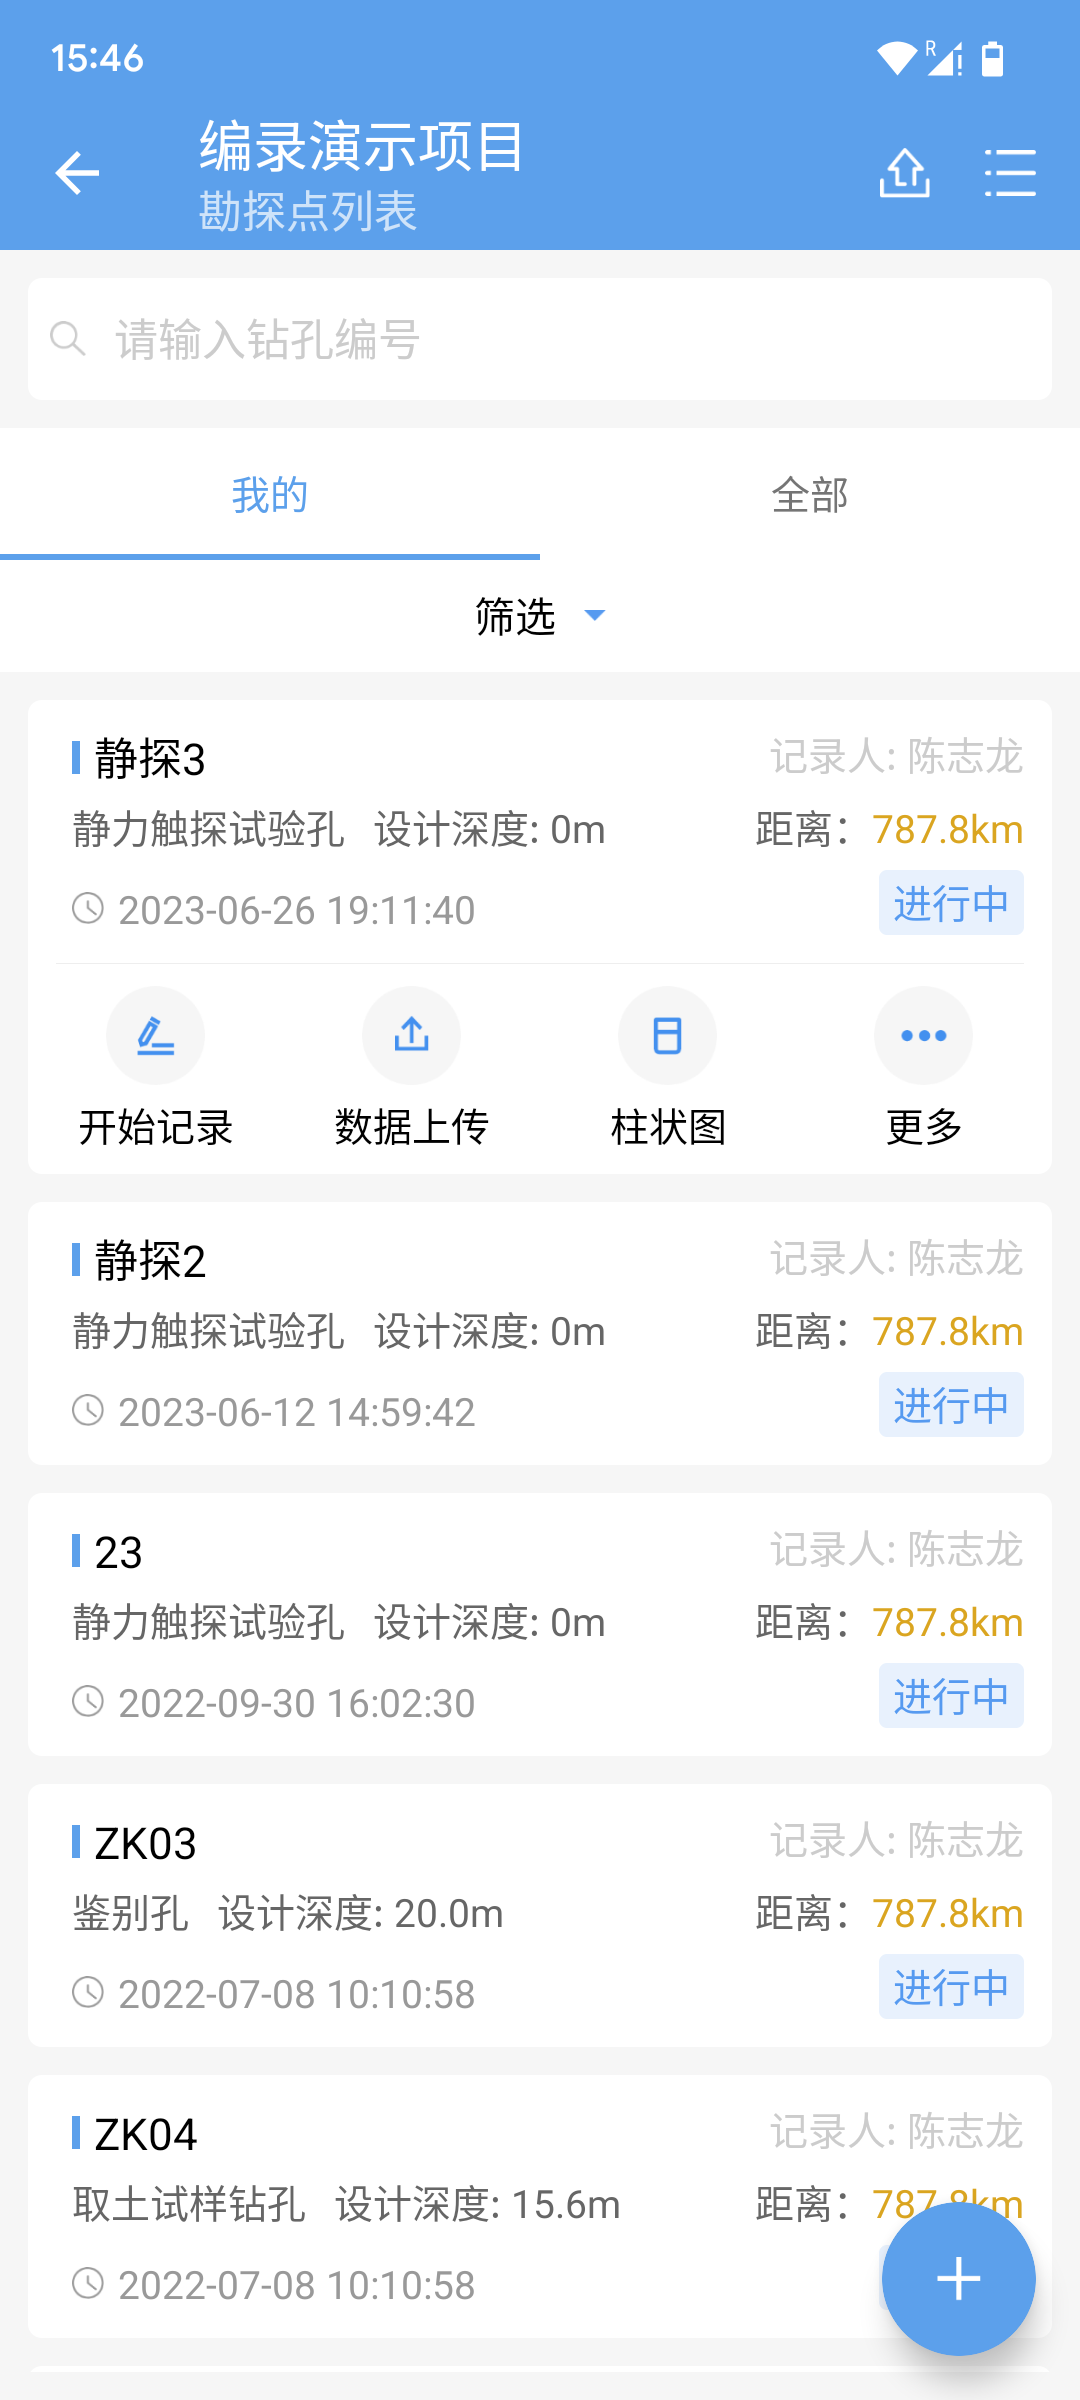 15:46
R
编录演示项目
勘探点列表
请输入钻孔编号
我的
全部
筛选
静探3
记录人: 陈志龙
静力触探试验孔 设计深度: 0m
距离： 787.8km
2023-06-26 19:11:40
进行中
开始记录
数据上传
柱状图
更多
静探2
记录人: 陈志龙
静力触探试验孔 设计深度: 0m
距离： 787.8km
2023-06-12 14:59:42
进行中
23
记录人: 陈志龙
静力触探试验孔 设计深度: 0m
距离： 787.8km
2022-09-30 16:02:30
进行中
ZK03
记录人: 陈志龙
鉴别孔 设计深度: 20.0m
距离： 787.8km
2022-07-08 10:10:58
进行中
ZK04
记录人: 陈志龙
取土试样钻孔 设计深度: 15.6m
距离： 787.8km
2022-07-08 10:10:58